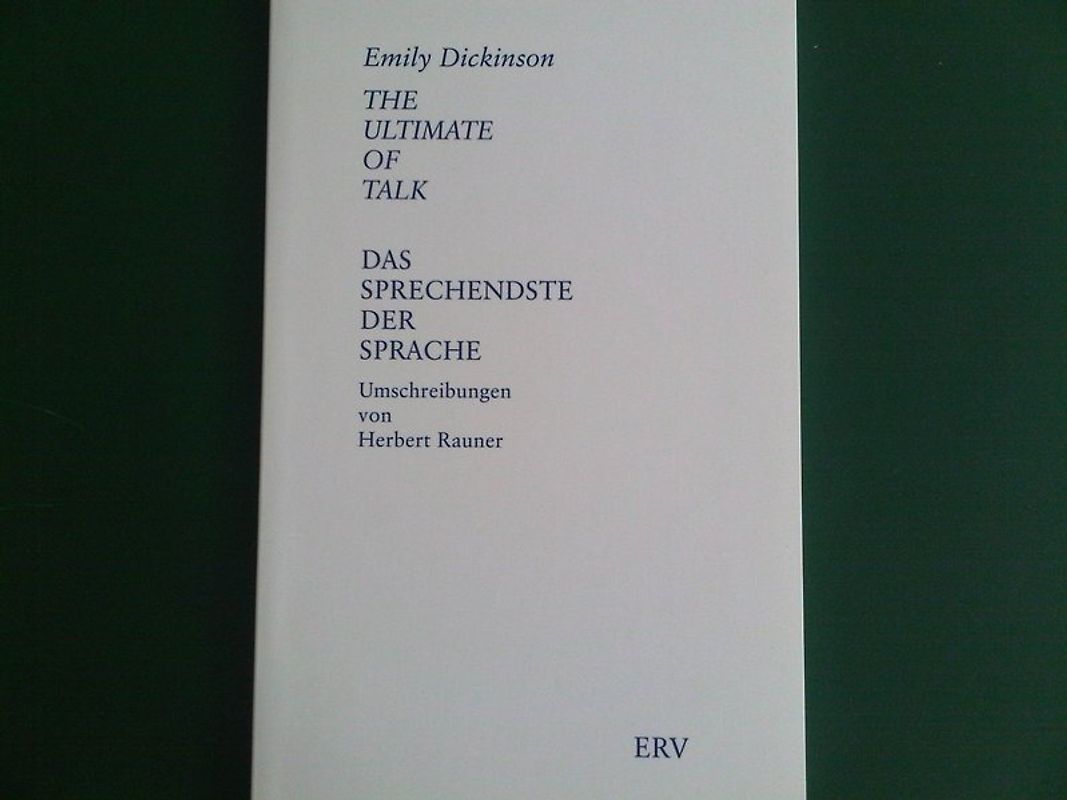 Emily Dickinson
THE
ULTIMATE
OF
TALK
DAS
SPRECHENDSTE
DER
SPRACHE
Umschreibungen
von
Herbert Rauner
ERV